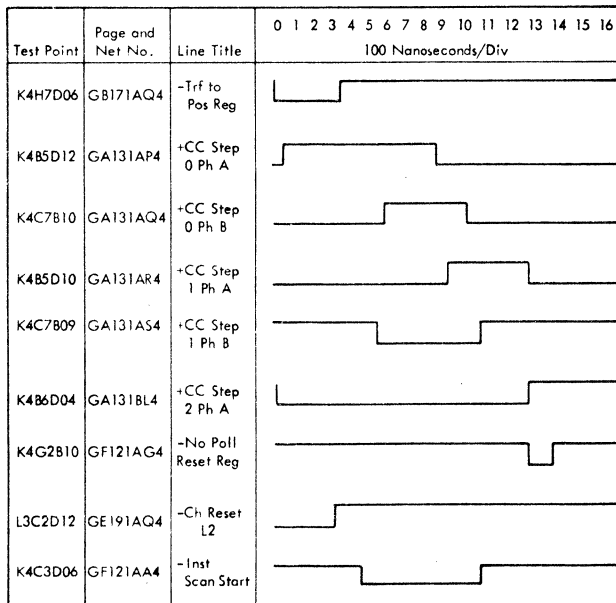 Test Point Page and Net No. Line Title 0 1 2 3 4 5 6 7 8 9 10 11 12 13 14 15 16
100 Nanoseconds/Div
K4H7D06 GB171AQ4 -Trf to
Pos Reg
K4B5D12 GA131AP4 +CC Step
0 Ph A
K4C7B10 GA131AQ4 +CC Step
0 Ph B
K4B5D10 GA131AR4 +CC Step
1 Ph A
K4C7B09 GA131AS4 +CC Step
1 Ph B
K4B6D04 GA131BL4 +CC Step
2 Ph A
K4G2B10 GF121AG4 -No Poll
Reset Reg
L3C2D12 GE191AQ4 -Ch Reset
L2
K4C3D06 GF121AA4 -Inst
Scan Start